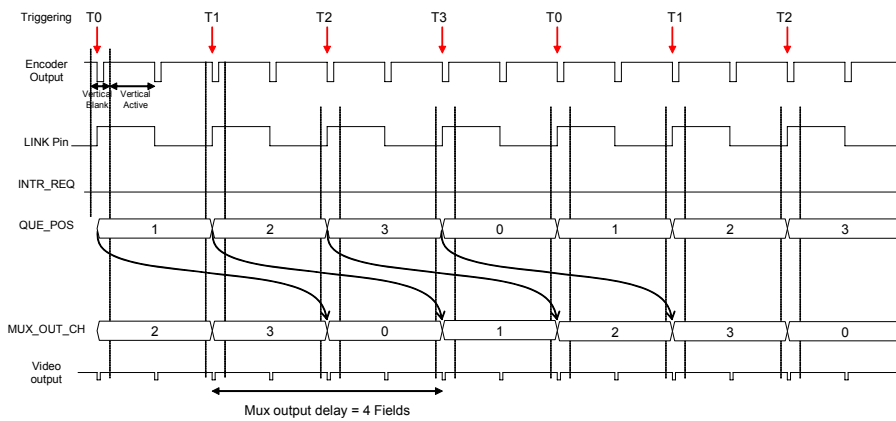 Triggering T0 T1 T2 T3 T0 T1 T2
Encoder
Output
Vertical
Blank
Vertical
Active
LINK Pin
INTR_REQ
QUE_POS 1 2 3 0 1 2 3
MUX_OUT_CH 2 3 0 1 2 3 0
Video
output
Mux output delay = 4 Fields